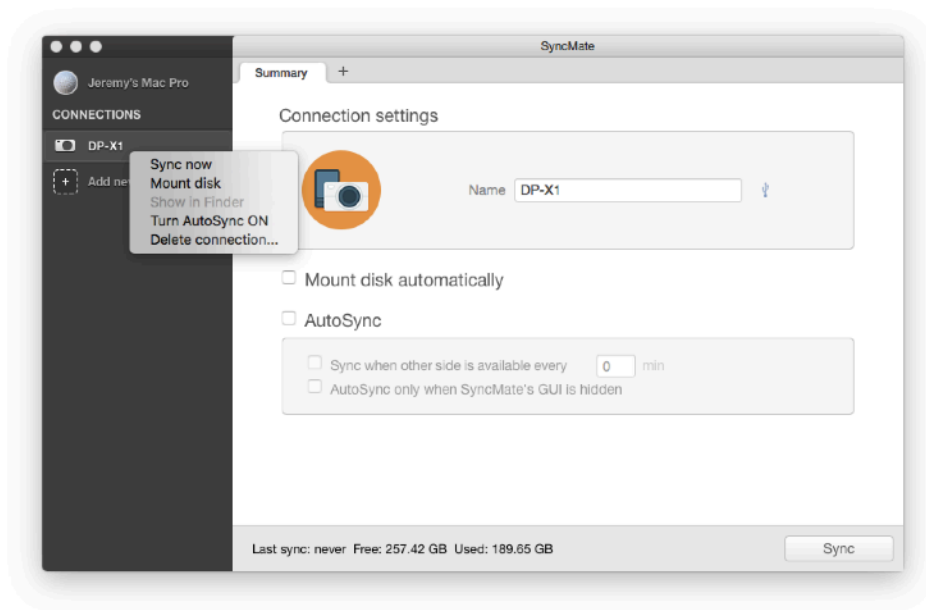 SyncMate
Jeremy's Mac Pro
CONNECTIONS
DP-X1
Add ne
Sync now
Mount disk
Show in Finder
Turn AutoSync ON
Delete connection...
Summary +
Connection settings
Name DP-X1
Mount disk automatically
AutoSync
Sync when other side is available every 0 min
AutoSync only when SyncMate's GUI is hidden
Last sync: never Free: 257.42 GB Used: 189.65 GB
Sync